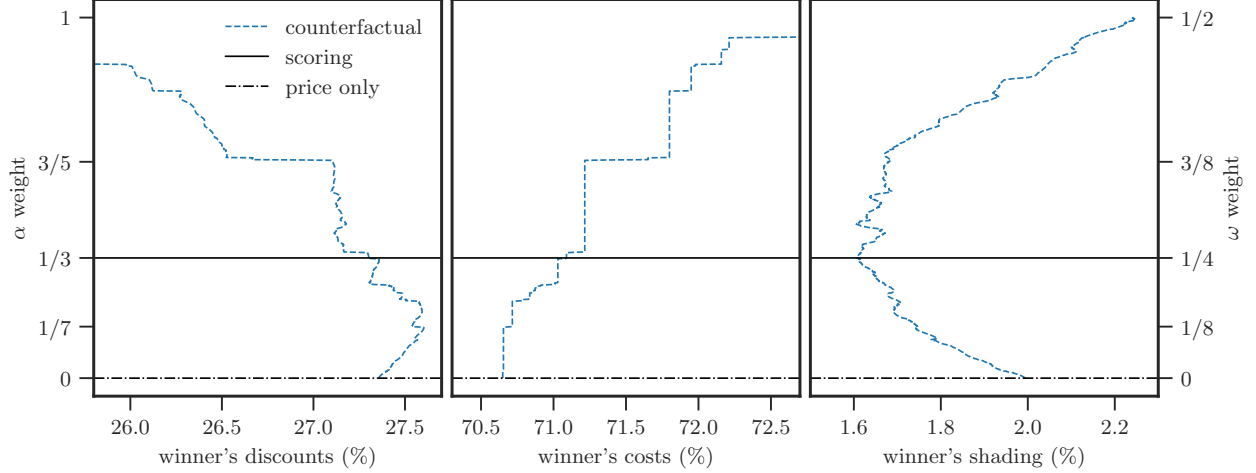 counterfactual
scoring
price only
α weight
1
3/5
1/3
1/7
0
26.0 26.5 27.0 27.5
winner's discounts (%)
70.5 71.0 71.5 72.0 72.5
winner's costs (%)
1.6 1.8 2.0 2.2
winner's shading (%)
1/2
3/8
1/4
1/8
0
ω weight